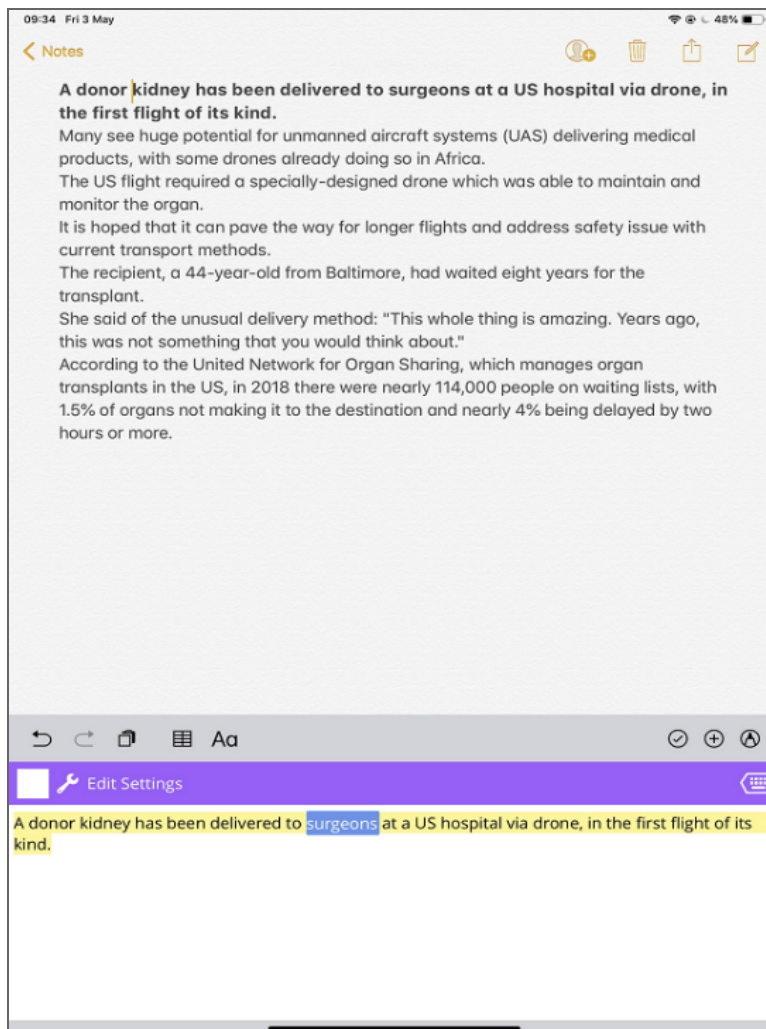 09:34 Fri 3 May 48%
Notes
A donor kidney has been delivered to surgeons at a US hospital via drone, in
the first flight of its kind.
Many see huge potential for unmanned aircraft systems (UAS) delivering medical
products, with some drones already doing so in Africa.
The US flight required a specially-designed drone which was able to maintain and
monitor the organ.
It is hoped that it can pave the way for longer flights and address safety issue with
current transport methods.
The recipient, a 44-year-old from Baltimore, had waited eight years for the
transplant.
She said of the unusual delivery method: "This whole thing is amazing. Years ago,
this was not something that you would think about."
According to the United Network for Organ Sharing, which manages organ
transplants in the US, in 2018 there were nearly 114,000 people on waiting lists, with
1.5% of organs not making it to the destination and nearly 4% being delayed by two
hours or more.
Aa
Edit Settings
A donor kidney has been delivered to surgeons at a US hospital via drone, in the first flight of its
kind.